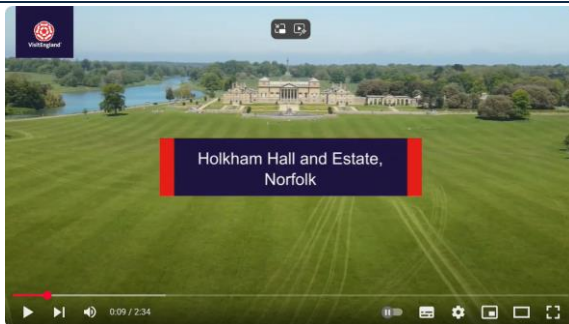 VisitEngland
Holkham Hall and Estate,
Norfolk
0:09 / 2:34